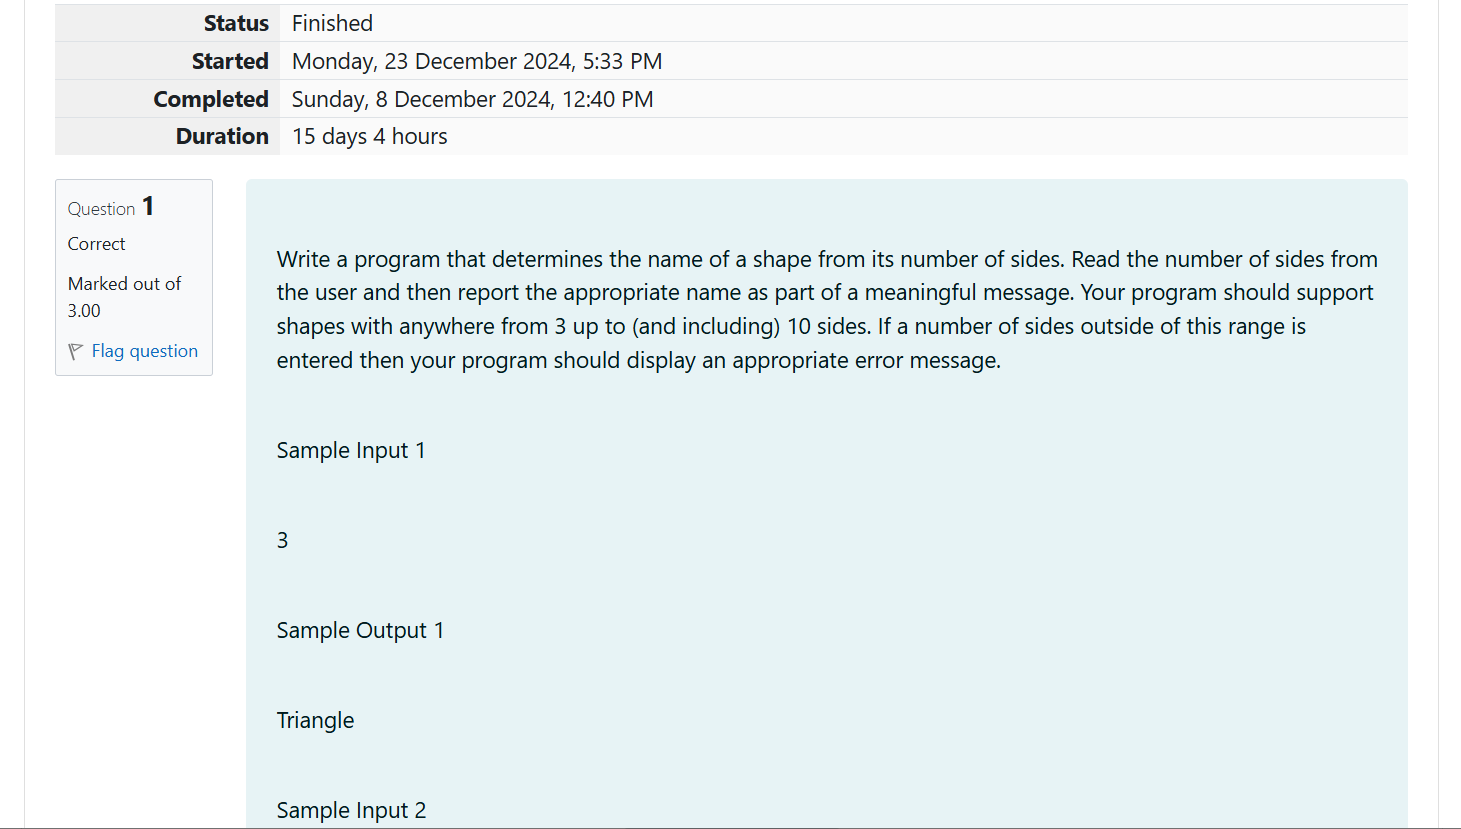 Status Finished
Started Monday, 23 December 2024, 5:33 PM
Completed Sunday, 8 December 2024, 12:40 PM
Duration 15 days 4 hours
Question 1
Correct
Marked out of
3.00
Flag question
Write a program that determines the name of a shape from its number of sides. Read the number of sides from
the user and then report the appropriate name as part of a meaningful message. Your program should support
shapes with anywhere from 3 up to (and including) 10 sides. If a number of sides outside of this range is
entered then your program should display an appropriate error message.
Sample Input 1
3
Sample Output 1
Triangle
Sample Input 2